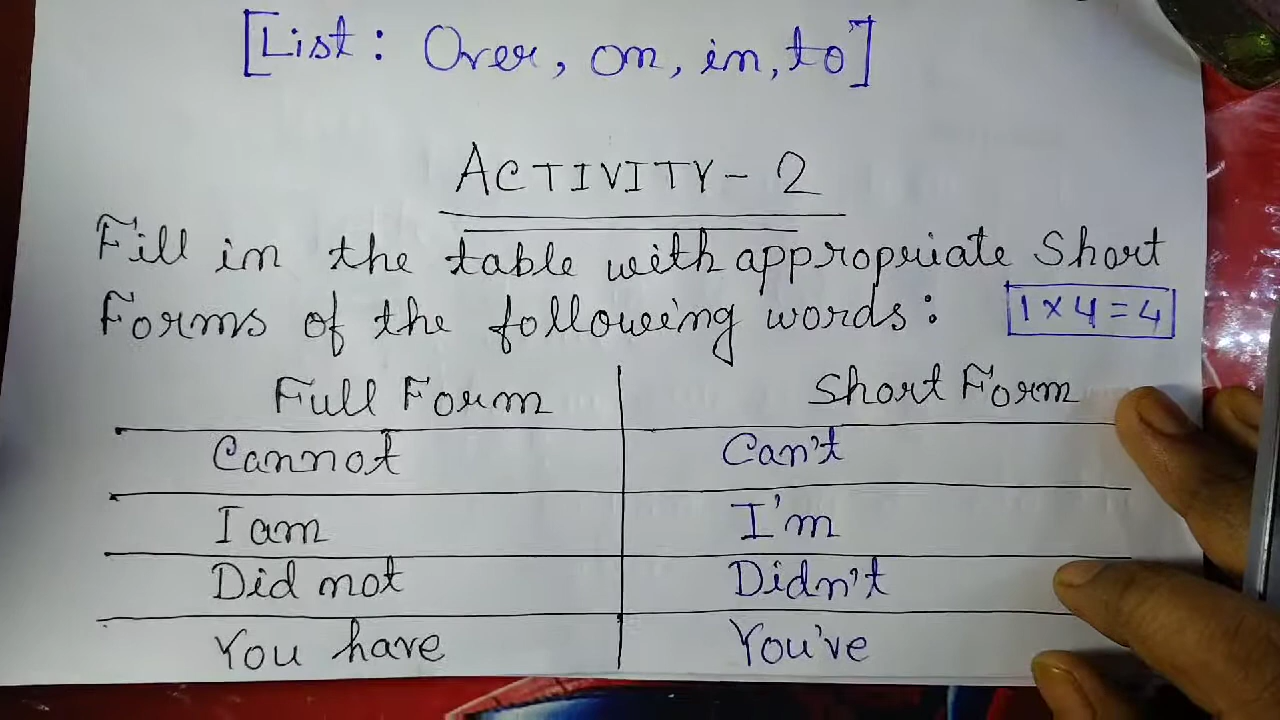 [List: Over, on, in, to]
ACTIVITY - 2
Fill in the table with appropriate Short
Forms of the following words: 1 x 4 = 4
Full Form Short Form
Cannot Can't
I am I'm
Did not Didn't
You have You've